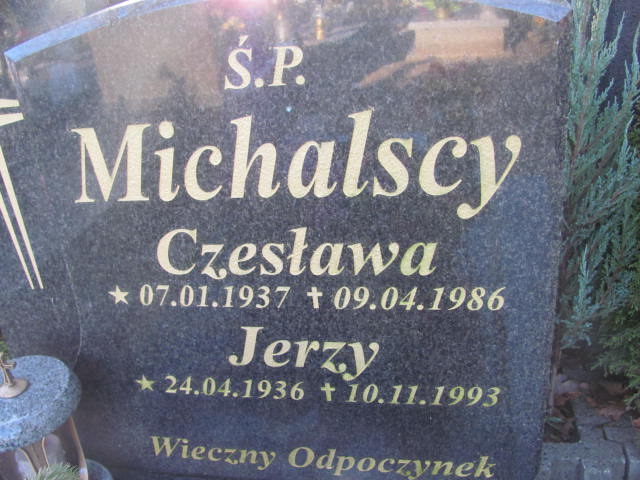 Ś.P.
Michalscy
Czesława
★ 07.01.1937 ✝ 09.04.1986
Jerzy
★ 24.04.1936 ✝ 10.11.1993
Wieczny Odpoczynek